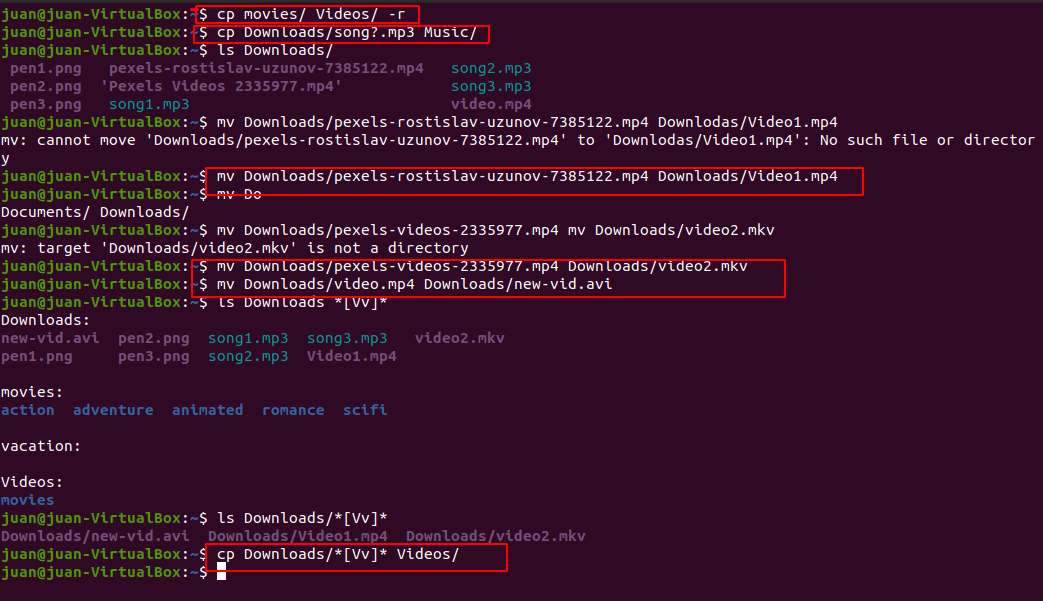 juan@juan-VirtualBox:~$ cp movies/ Videos/ -r
juan@juan-VirtualBox:~$ cp Downloads/song?.mp3 Music/
juan@juan-VirtualBox:~$ ls Downloads/
 pen1.png   pexels-rostislav-uzunov-7385122.mp4   song2.mp3
 pen2.png  'Pexels Videos 2335977.mp4'            song3.mp3
 pen3.png   song1.mp3                             video.mp4
juan@juan-VirtualBox:~$ mv Downloads/pexels-rostislav-uzunov-7385122.mp4 Downlodas/Video1.mp4
mv: cannot move 'Downloads/pexels-rostislav-uzunov-7385122.mp4' to 'Downlodas/Video1.mp4': No such file or director
y
juan@juan-VirtualBox:~$ mv Downloads/pexels-rostislav-uzunov-7385122.mp4 Downloads/Video1.mp4
juan@juan-VirtualBox:~$ mv Do
Documents/ Downloads/
juan@juan-VirtualBox:~$ mv Downloads/pexels-videos-2335977.mp4 mv Downloads/video2.mkv
mv: target 'Downloads/video2.mkv' is not a directory
juan@juan-VirtualBox:~$ mv Downloads/pexels-videos-2335977.mp4 Downloads/video2.mkv
juan@juan-VirtualBox:~$ mv Downloads/video.mp4 Downloads/new-vid.avi
juan@juan-VirtualBox:~$ ls Downloads *[Vv]*
Downloads:
new-vid.avi  pen2.png  song1.mp3  song3.mp3   video2.mkv
pen1.png     pen3.png  song2.mp3  Video1.mp4
movies:
action  adventure  animated  romance  scifi
vacation:
Videos:
movies
juan@juan-VirtualBox:~$ ls Downloads/*[Vv]*
Downloads/new-vid.avi  Downloads/Video1.mp4  Downloads/video2.mkv
juan@juan-VirtualBox:~$ cp Downloads/*[Vv]* Videos/
juan@juan-VirtualBox:~$